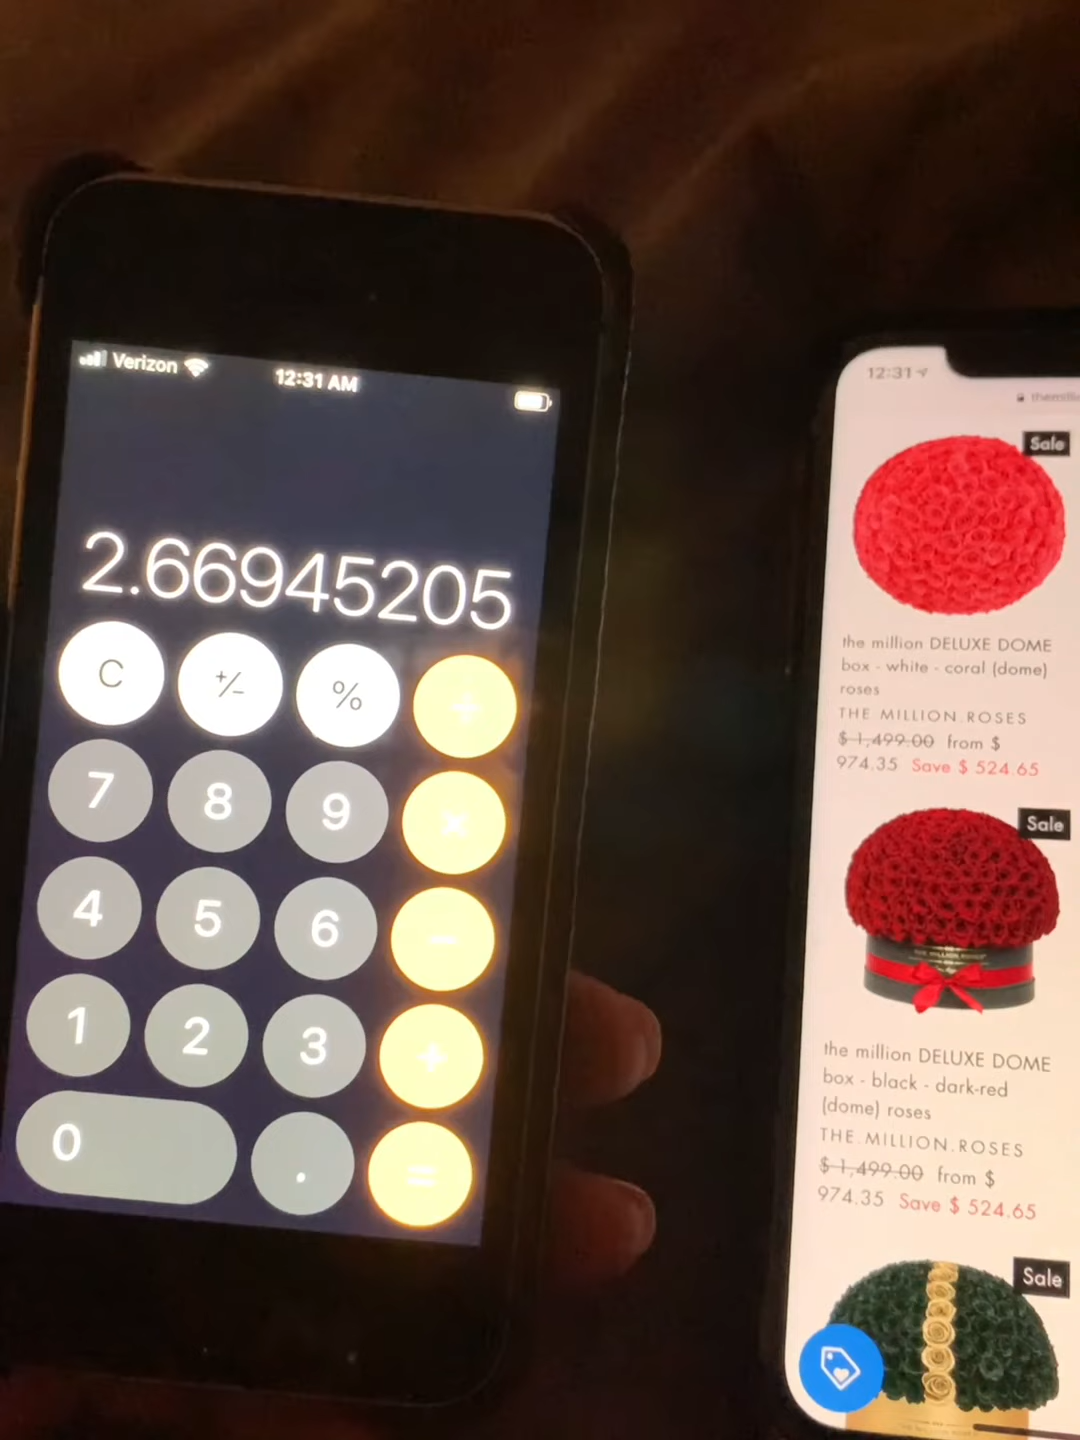 Verizon
12:31 AM
2.66945205
C
+/-
%
÷
7
8
9
×
4
5
6
−
1
2
3
+
0
.
=
12:31
Sale
the million DELUXE DOME
box - white - coral (dome)
roses
THE MILLION ROSES
$ 1,499.00 from $
974.35 Save $ 524.65
Sale
THE MILLION ROSES
the million DELUXE DOME
box - black - dark-red
(dome) roses
THE MILLION ROSES
$ 1,499.00 from $
974.35 Save $ 524.65
Sale